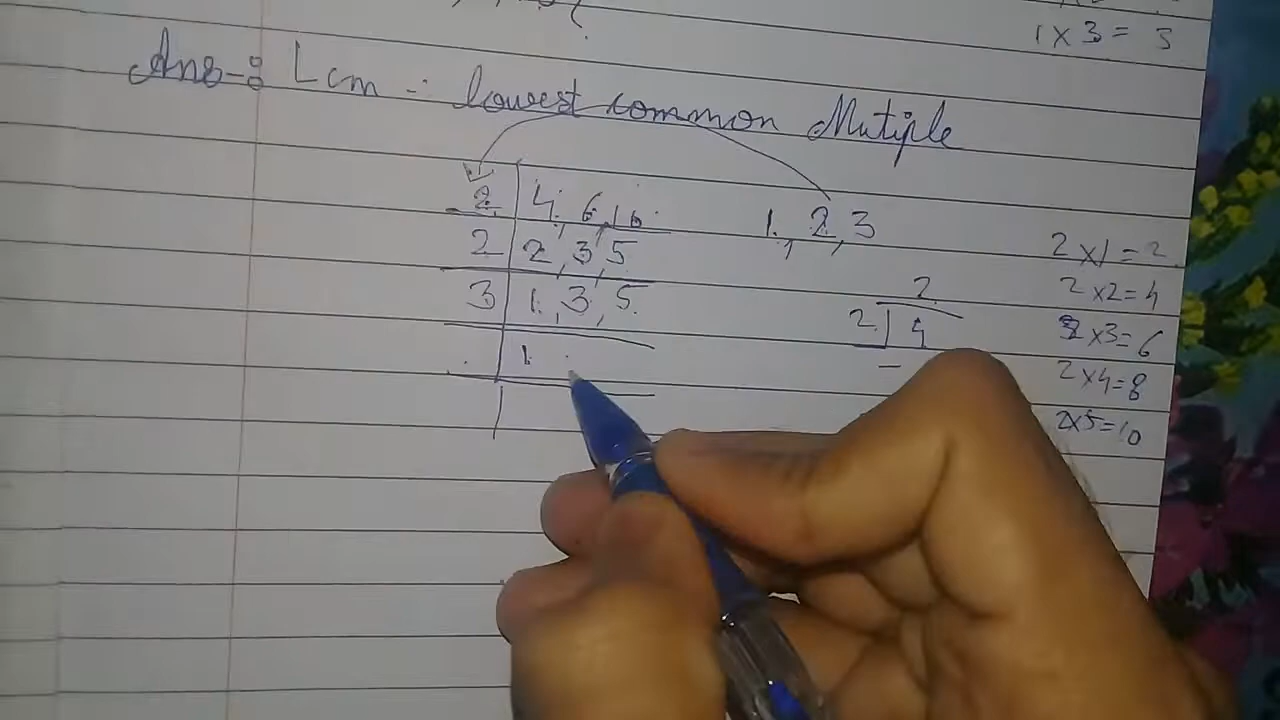 1 x 3 = 3
Ans-: Lcm :- lowest common Mutiple
2 | 4, 6, 10
2 | 2, 3, 5
3 | 1, 3, 5
1
1, 2, 3
2
2 | 4
-
2 x 1 = 2
2 x 2 = 4
2 x 3 = 6
2 x 4 = 8
2 x 5 = 10